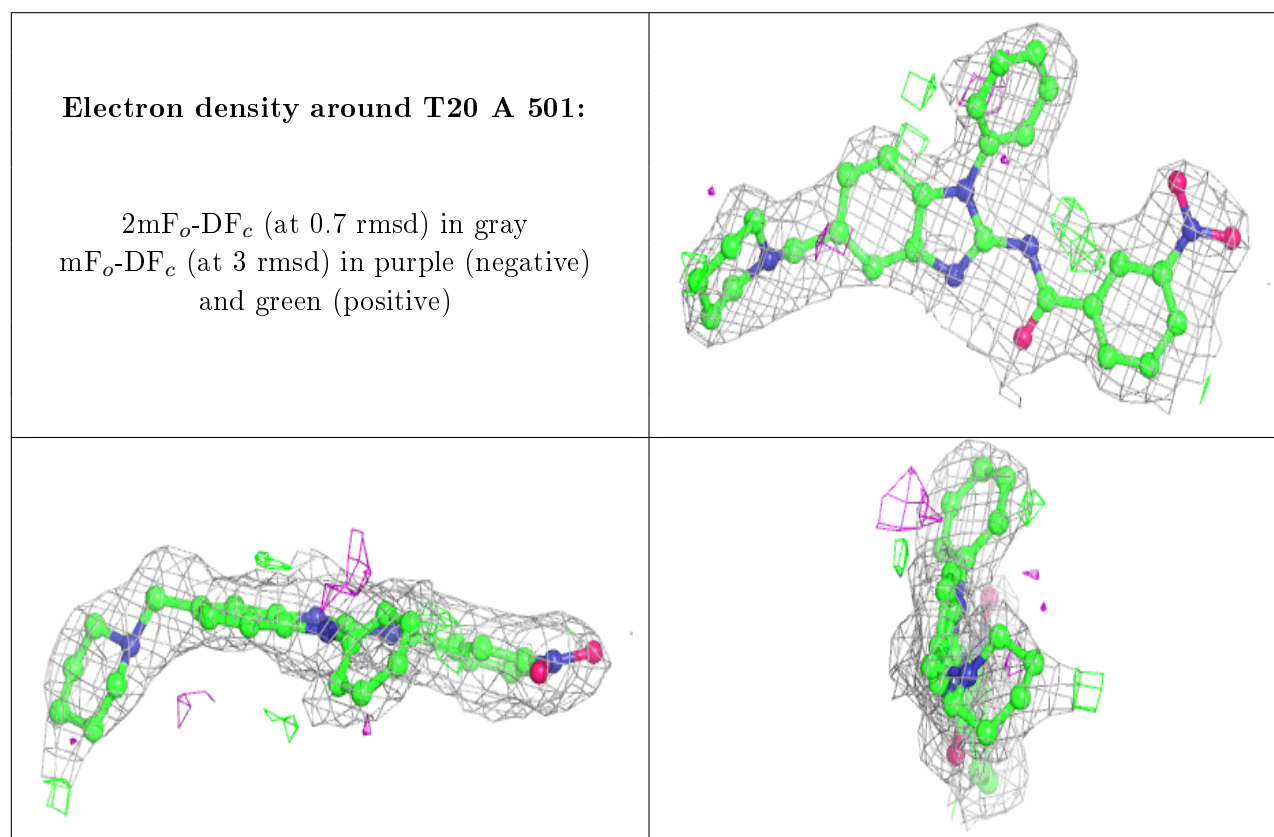 Electron density around T20 A 501:
2mFₒ-DF𝒸 (at 0.7 rmsd) in gray
mFₒ-DF𝒸 (at 3 rmsd) in purple (negative)
and green (positive)